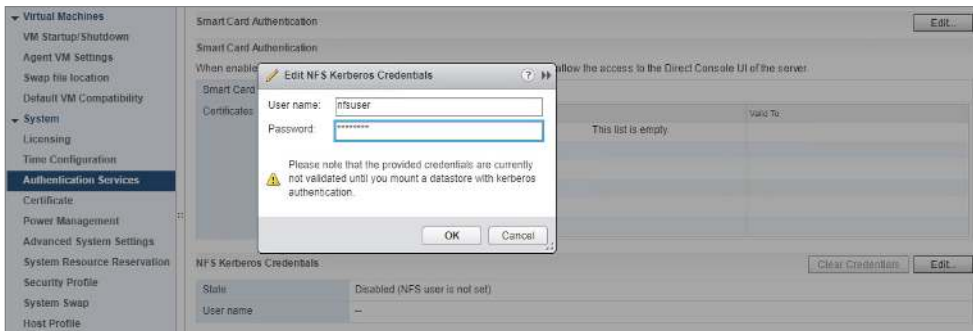 Virtual Machines
VM Startup/Shutdown
Agent VM Settings
Swap file location
Default VM Compatibility
System
Licensing
Time Configuration
Authentication Services
Certificate
Power Management
Advanced System Settings
System Resource Reservation
Security Profile
System Swap
Host Profile
Smart Card Authentication
Edit...
Smart Card Authentication
When enable
allow the access to the Direct Console UI of the server.
Smart Card
Certificates
Valid To
This list is empty.
Edit NFS Kerberos Credentials
?
User name: nfsuser
Password: ********
Please note that the provided credentials are currently
not validated until you mount a datastore with kerberos
authentication.
OK Cancel
NFS Kerberos Credentials
Clear Credentials Edit...
State Disabled (NFS user is not set)
User name --